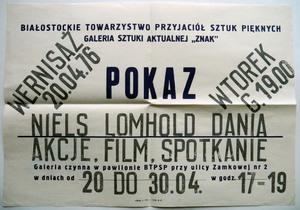 BIAŁOSTOCKIE TOWARZYSTWO PRZYJACIÓŁ SZTUK PIĘKNYCH
GALERIA SZTUKI AKTUALNEJ „ZNAK”
WERNISAŻ
20.04.76
POKAZ
WTOREK
G. 19.00
NIELS LOMHOLD DANIA
AKCJE, FILM, SPOTKANIE
Galeria czynna w pawilonie BTPSP przy ulicy Zamkowej nr 2
w dniach od 20 DO 30.04. w godz. 17-19